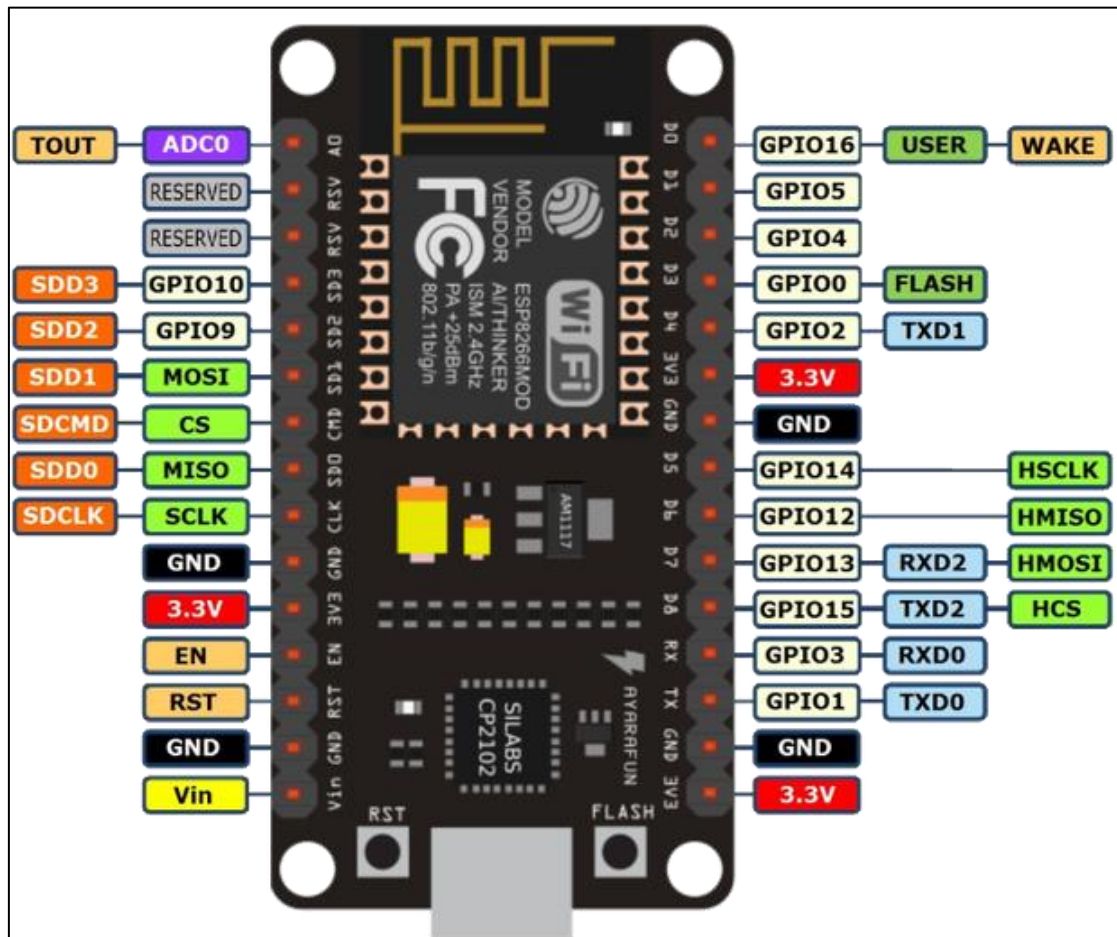 TOUT ADC0 A0 D0 GPIO16 USER WAKE
RESERVED RSV D1 GPIO5
RESERVED RSV D2 GPIO4
SDD3 GPIO10 SD3 D3 GPIO0 FLASH
SDD2 GPIO9 SD2 D4 GPIO2 TXD1
SDD1 MOSI SD1 3V3 3.3V
SDCMD CS CMD GND GND
SDD0 MISO SD0 D5 GPIO14 HSCLK
SDCLK SCLK CLK D6 GPIO12 HMISO
GND GND D7 GPIO13 RXD2 HMOSI
3.3V 3V3 D8 GPIO15 TXD2 HCS
EN EN RX GPIO3 RXD0
RST RST TX GPIO1 TXD0
GND GND GND GND
Vin Vin 3V3 3.3V
MODEL
VENDOR
ESP8266MOD
AI/THINKER
ISM 2.4GHz
PA +25dBm
802.11b/g/n
FC
WiFi
AM1117
SILABS
CP2102
AYARAFUN
RST
FLASH